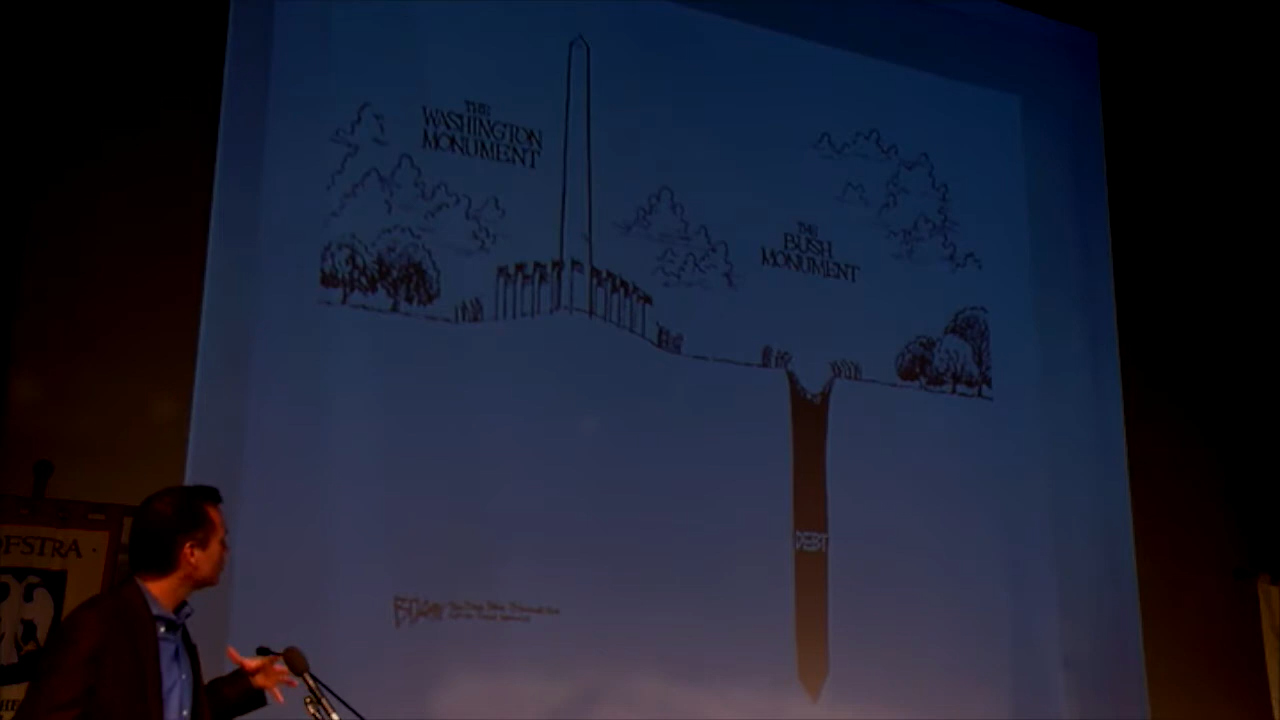 THE
WASHINGTON
MONUMENT
THE
BUSH
MONUMENT
DEBT
OFSTRA